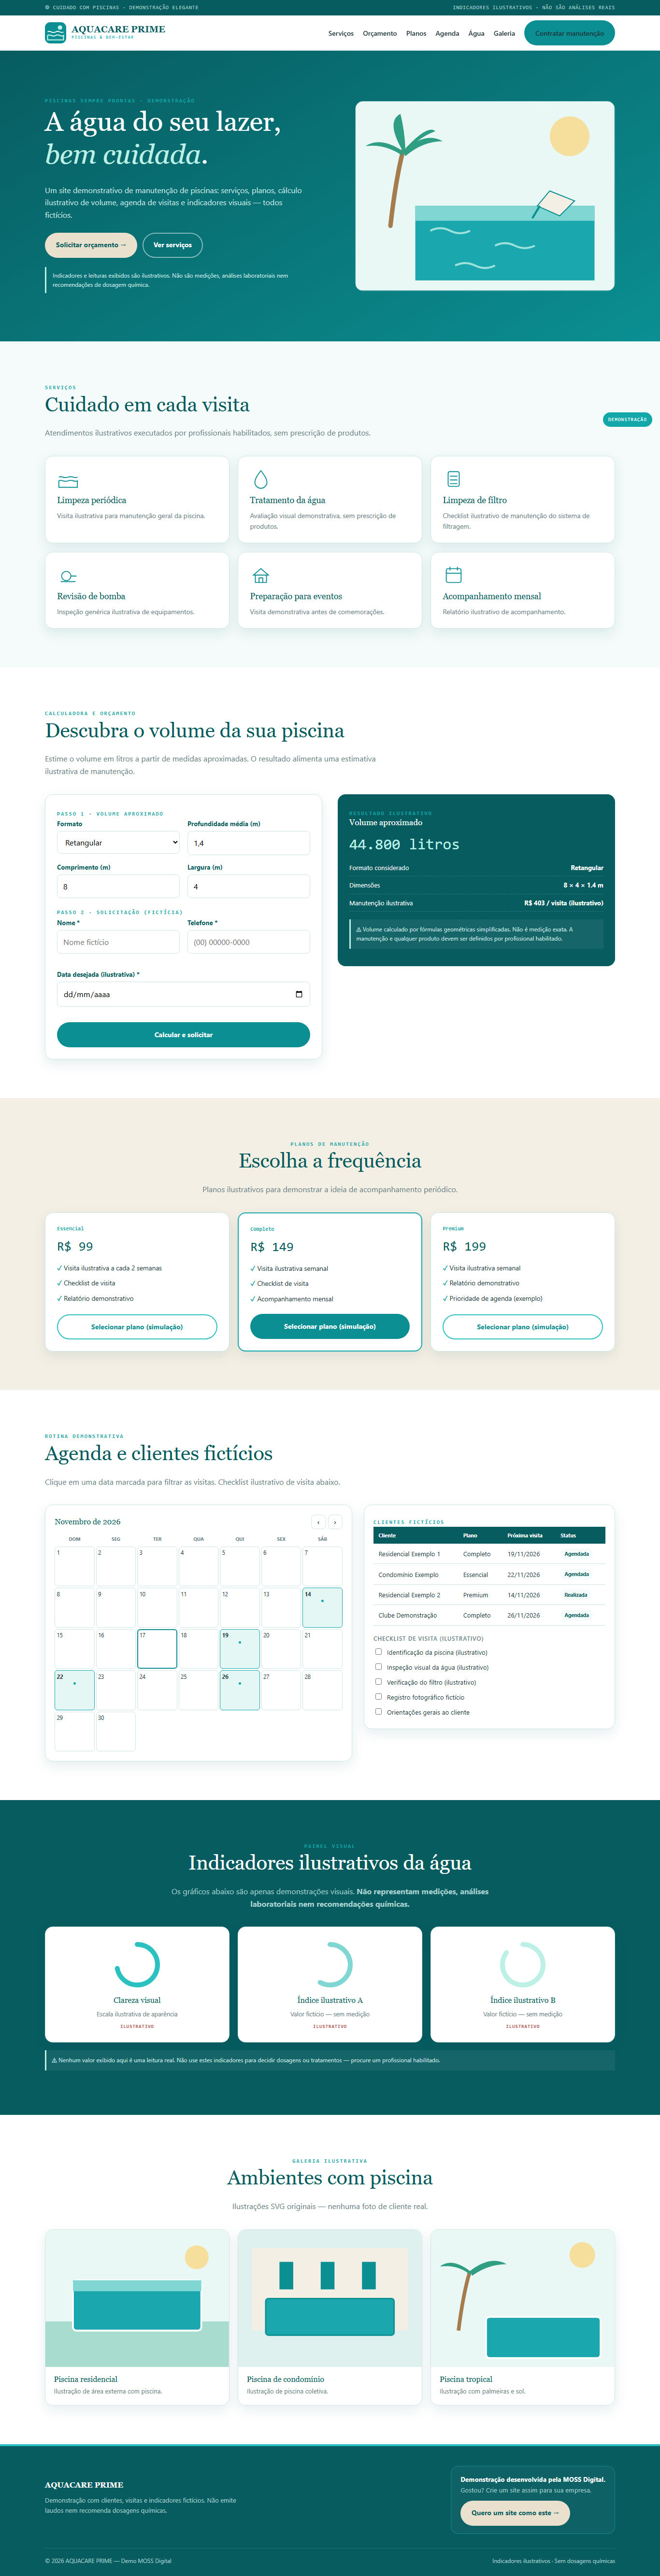 CUIDADO COM PISCINAS · DEMONSTRAÇÃO ELEGANTE
INDICADORES ILUSTRATIVOS · NÃO SÃO ANÁLISES REAIS
AQUACARE PRIME
PISCINAS & BEM-ESTAR
Serviços
Orçamento
Planos
Agenda
Água
Galeria
Contratar manutenção
PISCINAS SEMPRE PRONTAS · DEMONSTRAÇÃO
A água do seu lazer,
bem cuidada.
Um site demonstrativo de manutenção de piscinas: serviços, planos, cálculo
ilustrativo de volume, agenda de visitas e indicadores visuais — todos
fictícios.
Solicitar orçamento →
Ver serviços
Indicadores e leituras exibidos são ilustrativos. Não são medições, análises laboratoriais nem
recomendações de dosagem química.
SERVIÇOS
Cuidado em cada visita
Atendimentos ilustrativos executados por profissionais habilitados, sem prescrição de produtos.
DEMONSTRAÇÃO
Limpeza periódica
Visita ilustrativa para manutenção geral da piscina.
Tratamento da água
Avaliação visual demonstrativa, sem prescrição de
produtos.
Limpeza de filtro
Checklist ilustrativo de manutenção do sistema de
filtragem.
Revisão de bomba
Inspeção genérica ilustrativa de equipamentos.
Preparação para eventos
Visita demonstrativa antes de comemorações.
Acompanhamento mensal
Relatório ilustrativo de acompanhamento.
CALCULADORA E ORÇAMENTO
Descubra o volume da sua piscina
Estime o volume em litros a partir de medidas aproximadas. O resultado alimenta uma estimativa
ilustrativa de manutenção.
PASSO 1 · VOLUME APROXIMADO
Formato
Profundidade média (m)
Retangular
1,4
Comprimento (m)
Largura (m)
8
4
PASSO 2 · SOLICITAÇÃO (FICTÍCIA)
Nome *
Telefone *
Nome fictício
(00) 00000-0000
Data desejada (ilustrativa) *
dd/mm/aaaa
Calcular e solicitar
RESULTADO ILUSTRATIVO
Volume aproximado
44.800 litros
Formato considerado
Retangular
Dimensões
8 × 4 × 1.4 m
Manutenção ilustrativa
R$ 403 / visita (ilustrativo)
⚠ Volume calculado por fórmulas geométricas simplificadas. Não é medição exata. A
manutenção e qualquer produto devem ser definidos por profissional habilitado.
PLANOS DE MANUTENÇÃO
Escolha a frequência
Planos ilustrativos para demonstrar a ideia de acompanhamento periódico.
Essencial
R$ 99
✓ Visita ilustrativa a cada 2 semanas
✓ Checklist de visita
✓ Relatório demonstrativo
Selecionar plano (simulação)
Completo
R$ 149
✓ Visita ilustrativa semanal
✓ Checklist de visita
✓ Acompanhamento mensal
Selecionar plano (simulação)
Premium
R$ 199
✓ Visita ilustrativa semanal
✓ Relatório demonstrativo
✓ Prioridade de agenda (exemplo)
Selecionar plano (simulação)
ROTINA DEMONSTRATIVA
Agenda e clientes fictícios
Clique em uma data marcada para filtrar as visitas. Checklist ilustrativo de visita abaixo.
Novembro de 2026
DOM SEG TER QUA QUI SEX SÁB
1 2 3 4 5 6 7
8 9 10 11 12 13 14
15 16 17 18 19 20 21
22 23 24 25 26 27 28
29 30
CLIENTES FICTÍCIOS
Cliente Plano Próxima visita Status
Residencial Exemplo 1 Completo 19/11/2026 Agendada
Condomínio Exemplo Essencial 22/11/2026 Agendada
Residencial Exemplo 2 Premium 14/11/2026 Realizada
Clube Demonstração Completo 26/11/2026 Agendada
CHECKLIST DE VISITA (ILUSTRATIVO)
Identificação da piscina (ilustrativo)
Inspeção visual da água (ilustrativo)
Verificação do filtro (ilustrativo)
Registro fotográfico fictício
Orientações gerais ao cliente
PAINEL VISUAL
Indicadores ilustrativos da água
Os gráficos abaixo são apenas demonstrações visuais. Não representam medições, análises
laboratoriais nem recomendações químicas.
Clareza visual
Escala ilustrativa de aparência
ILUSTRATIVO
Índice ilustrativo A
Valor fictício — sem medição
ILUSTRATIVO
Índice ilustrativo B
Valor fictício — sem medição
ILUSTRATIVO
⚠ Nenhum valor exibido aqui é uma leitura real. Não use estes indicadores para decidir dosagens ou tratamentos — procure um profissional habilitado.
GALERIA ILUSTRATIVA
Ambientes com piscina
Ilustrações SVG originais — nenhuma foto de cliente real.
Piscina residencial
Ilustração de área externa com piscina.
Piscina de condomínio
Ilustração de piscina coletiva.
Piscina tropical
Ilustração com palmeiras e sol.
AQUACARE PRIME
Demonstração com clientes, visitas e indicadores fictícios. Não emite
laudos nem recomenda dosagens químicas.
Demonstração desenvolvida pela MOSS Digital.
Gostou? Crie um site assim para sua empresa.
Quero um site como este →
© 2026 AQUACARE PRIME — Demo MOSS Digital
Indicadores ilustrativos · Sem dosagens químicas